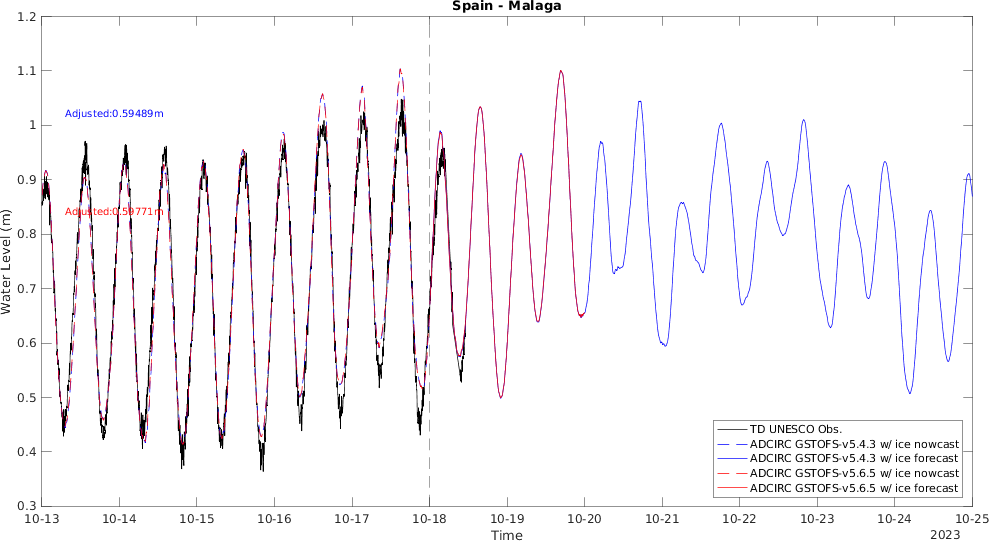 Spain - Malaga
1.2
1.1
1
0.9
0.8
0.7
0.6
0.5
0.4
0.3
Water Level (m)
Adjusted:0.59489m
Adjusted:0.59771m
TD UNESCO Obs.
ADCIRC GSTOFS-v5.4.3 w/ ice nowcast
ADCIRC GSTOFS-v5.4.3 w/ ice forecast
ADCIRC GSTOFS-v5.6.5 w/ ice nowcast
ADCIRC GSTOFS-v5.6.5 w/ ice forecast
10-13 10-14 10-15 10-16 10-17 10-18 10-19 10-20 10-21 10-22 10-23 10-24 10-25
Time
2023